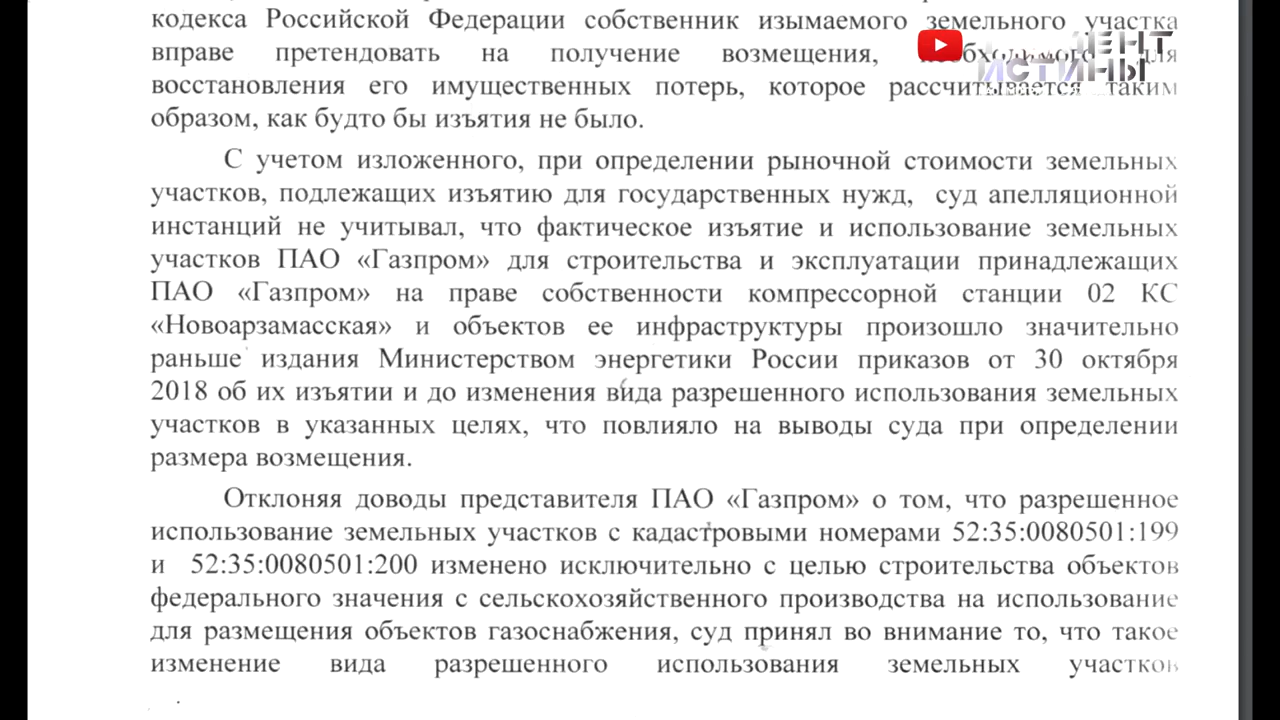 кодекса Российской Федерации собственник изымаемого земельного участка
вправе претендовать на получение возмещения, для
восстановления его имущественных потерь, которое рассчитывается таким
образом, как будто бы изъятия не было.
С учетом изложенного, при определении рыночной стоимости земельных
участков, подлежащих изъятию для государственных нужд, суд апелляционной
инстанций не учитывал, что фактическое изъятие и использование земельных
участков ПАО «Газпром» для строительства и эксплуатации принадлежащих
ПАО «Газпром» на праве собственности компрессорной станции 02 КС
«Новоарзамасская» и объектов ее инфраструктуры произошло значительно
раньше издания Министерством энергетики России приказов от 30 октября
2018 об их изъятии и до изменения вида разрешенного использования земельных
участков в указанных целях, что повлияло на выводы суда при определении
размера возмещения.
Отклоняя доводы представителя ПАО «Газпром» о том, что разрешенное
использование земельных участков с кадастровыми номерами 52:35:0080501:199
и 52:35:0080501:200 изменено исключительно с целью строительства объектов
федерального значения с сельскохозяйственного производства на использование
для размещения объектов газоснабжения, суд принял во внимание то, что такое
изменение вида разрешенного использования земельных участков
ИСТИНЫ